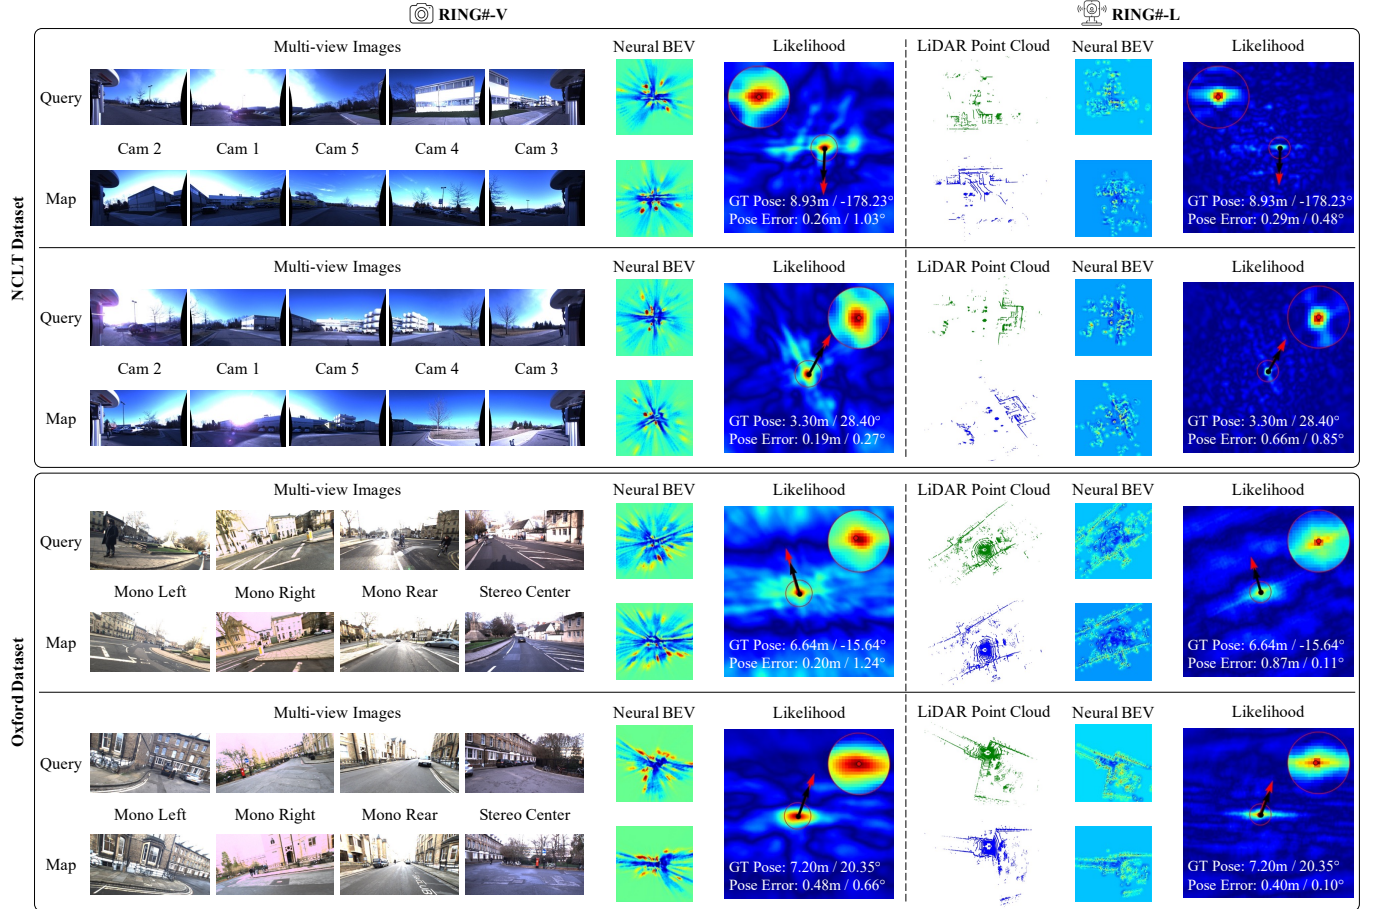 RING#-V
RING#-L
NCLT Dataset
Multi-view Images
Neural BEV
Likelihood
LiDAR Point Cloud
Neural BEV
Likelihood
Query
Cam 2
Cam 1
Cam 5
Cam 4
Cam 3
Map
GT Pose: 8.93m / -178.23°
Pose Error: 0.26m / 1.03°
GT Pose: 8.93m / -178.23°
Pose Error: 0.29m / 0.48°
Multi-view Images
Neural BEV
Likelihood
LiDAR Point Cloud
Neural BEV
Likelihood
Query
Cam 2
Cam 1
Cam 5
Cam 4
Cam 3
Map
GT Pose: 3.30m / 28.40°
Pose Error: 0.19m / 0.27°
GT Pose: 3.30m / 28.40°
Pose Error: 0.66m / 0.85°
Oxford Dataset
Multi-view Images
Neural BEV
Likelihood
LiDAR Point Cloud
Neural BEV
Likelihood
Query
Mono Left
Mono Right
Mono Rear
Stereo Center
Map
GT Pose: 6.64m / -15.64°
Pose Error: 0.20m / 1.24°
GT Pose: 6.64m / -15.64°
Pose Error: 0.87m / 0.11°
Multi-view Images
Neural BEV
Likelihood
LiDAR Point Cloud
Neural BEV
Likelihood
Query
Mono Left
Mono Right
Mono Rear
Stereo Center
Map
GT Pose: 7.20m / 20.35°
Pose Error: 0.48m / 0.66°
GT Pose: 7.20m / 20.35°
Pose Error: 0.40m / 0.10°